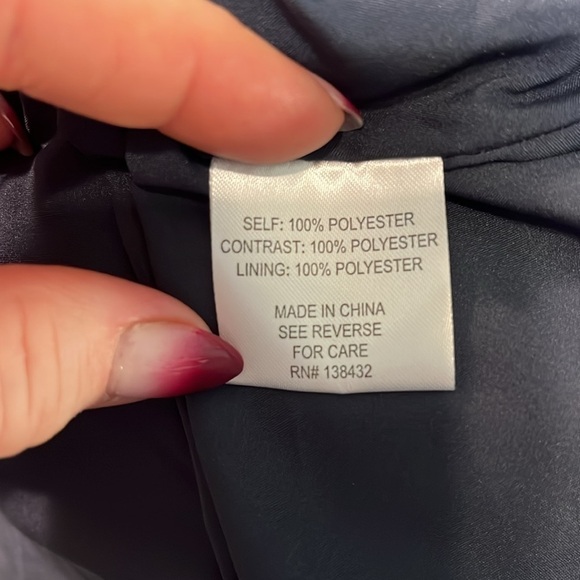 SELF: 100% POLYESTER
CONTRAST: 100% POLYESTER
LINING: 100% POLYESTER
MADE IN CHINA
SEE REVERSE
FOR CARE
RN# 138432